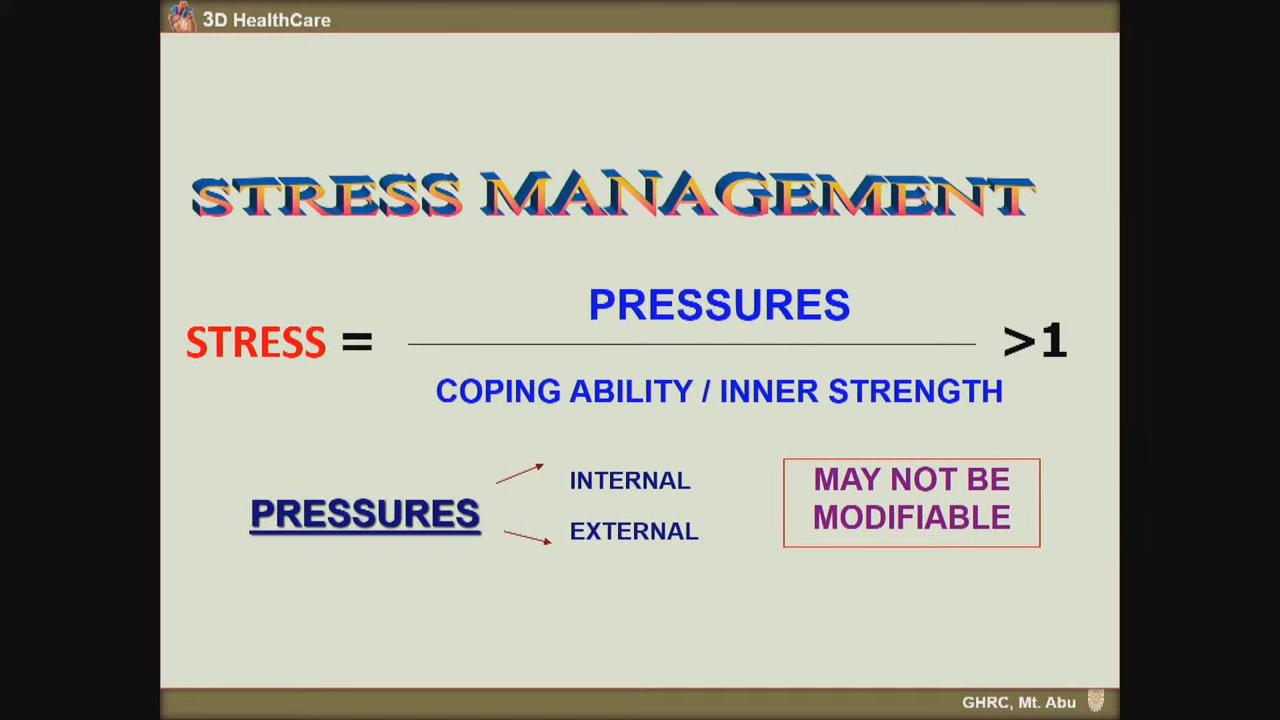 3D HealthCare
STRESS MANAGEMENT
PRESSURES
STRESS = >1
COPING ABILITY / INNER STRENGTH
INTERNAL
PRESSURES
EXTERNAL
MAY NOT BE
MODIFIABLE
GHRC, Mt. Abu